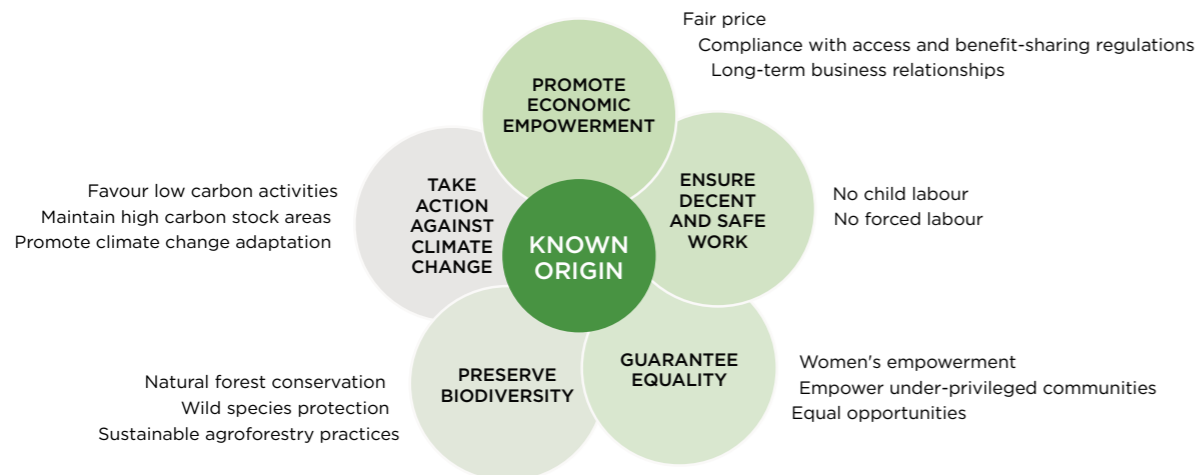 Fair price
Compliance with access and benefit-sharing regulations
Long-term business relationships
PROMOTE
ECONOMIC
EMPOWERMENT
ENSURE
DECENT
AND SAFE
WORK
No child labour
No forced labour
GUARANTEE
EQUALITY
Women's empowerment
Empower under-privileged communities
Equal opportunities
PRESERVE
BIODIVERSITY
Natural forest conservation
Wild species protection
Sustainable agroforestry practices
TAKE
ACTION
AGAINST
CLIMATE
CHANGE
Favour low carbon activities
Maintain high carbon stock areas
Promote climate change adaptation
KNOWN
ORIGIN